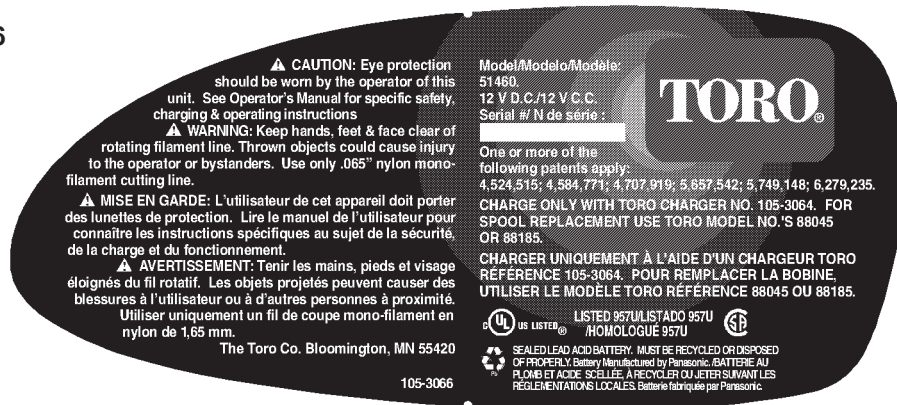 6
⚠ CAUTION: Eye protection
should be worn by the operator of this
unit. See Operator's Manual for specific safety,
charging & operating instructions
⚠ WARNING: Keep hands, feet & face clear of
rotating filament line. Thrown objects could cause injury
to the operator or bystanders. Use only .065" nylon mono-
filament cutting line.
⚠ MISE EN GARDE: L'utilisateur de cet appareil doit porter
des lunettes de protection. Lire le manuel de l'utilisateur pour
connaître les instructions spécifiques au sujet de la sécurité,
de la charge et du fonctionnement.
⚠ AVERTISSEMENT: Tenir les mains, pieds et visage
éloignés du fil rotatif. Les objets projetés peuvent causer des
blessures à l'utilisateur ou à d'autres personnes à proximité.
Utiliser uniquement un fil de coupe mono-filament en
nylon de 1,65 mm.
The Toro Co. Bloomington, MN 55420
105-3066
Model/Modelo/Modèle:
51460.
12 V D.C./12 V C.C.
Serial #/ N de série :
TORO®
One or more of the
following patents apply:
4,524,515; 4,584,771; 4,707,919; 5,657,542; 5,749,148; 6,279,235.
CHARGE ONLY WITH TORO CHARGER NO. 105-3064. FOR
SPOOL REPLACEMENT USE TORO MODEL NO.'S 88045
OR 88185.
CHARGER UNIQUEMENT À L'AIDE D'UN CHARGEUR TORO
RÉFÉRENCE 105-3064. POUR REMPLACER LA BOBINE,
UTILISER LE MODÈLE TORO RÉFÉRENCE 88045 OU 88185.
C UL US LISTED®
LISTED 957U/LISTADO 957U
/HOMOLOGUÉ 957U
SP
Pb
SEALED LEAD ACID BATTERY. MUST BE RECYCLED OR DISPOSED
OF PROPERLY. Battery Manufactured by Panasonic. /BATTERIE AU
PLOMB ET ACIDE SCELLÉE, À RECYCLER OU JETER SUIVANT LES
RÉGLEMENTATIONS LOCALES. Batterie fabriquée par Panasonic.